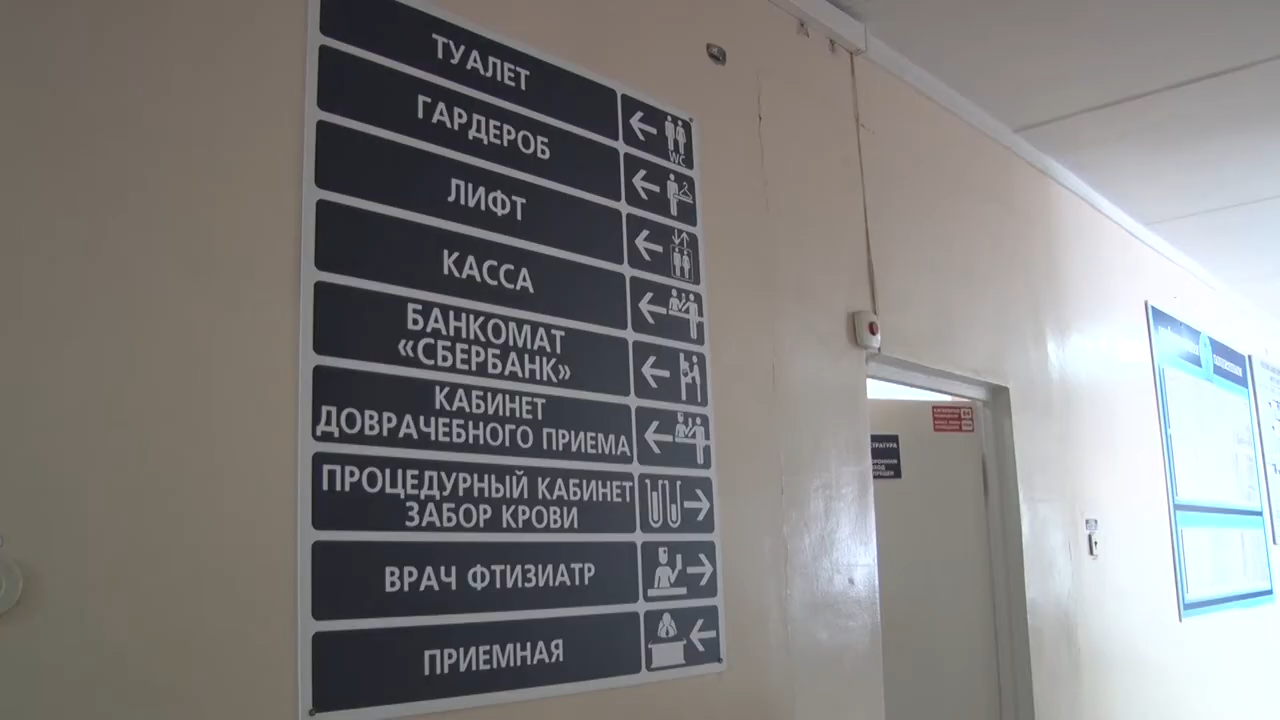 ТУАЛЕТ
WC
ГАРДЕРОБ
ЛИФТ
КАССА
БАНКОМАТ
«СБЕРБАНК»
КАБИНЕТ
ДОВРАЧЕБНОГО ПРИЕМА
ПРОЦЕДУРНЫЙ КАБИНЕТ
ЗАБОР КРОВИ
ВРАЧ ФТИЗИАТР
ПРИЕМНАЯ